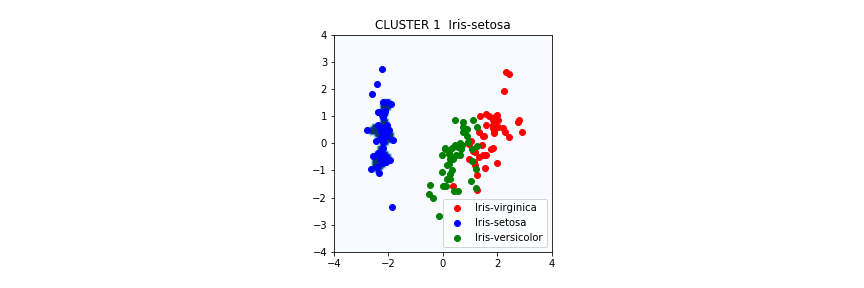 CLUSTER 1 Iris-setosa
4
3
2
1
0
−1
−2
−3
−4
−4 −2 0 2 4
Iris-virginica
Iris-setosa
Iris-versicolor